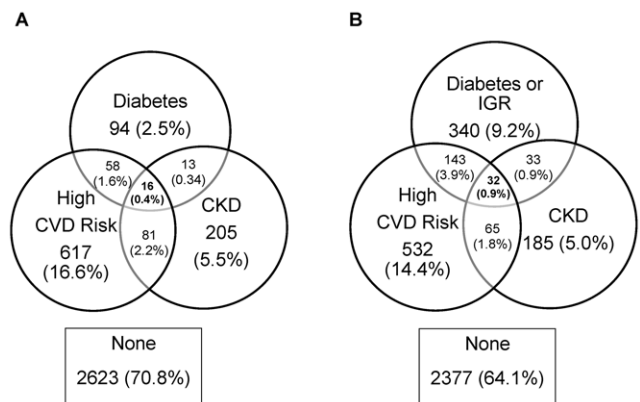 A
Diabetes
94 (2.5%)
58
(1.6%)
16
(0.4%)
13
(0.34)
High
CVD Risk
617
(16.6%)
81
(2.2%)
CKD
205
(5.5%)
None
2623 (70.8%)
B
Diabetes or
IGR
340 (9.2%)
143
(3.9%)
32
(0.9%)
33
(0.9%)
High
CVD Risk
532
(14.4%)
65
(1.8%)
CKD
185 (5.0%)
None
2377 (64.1%)